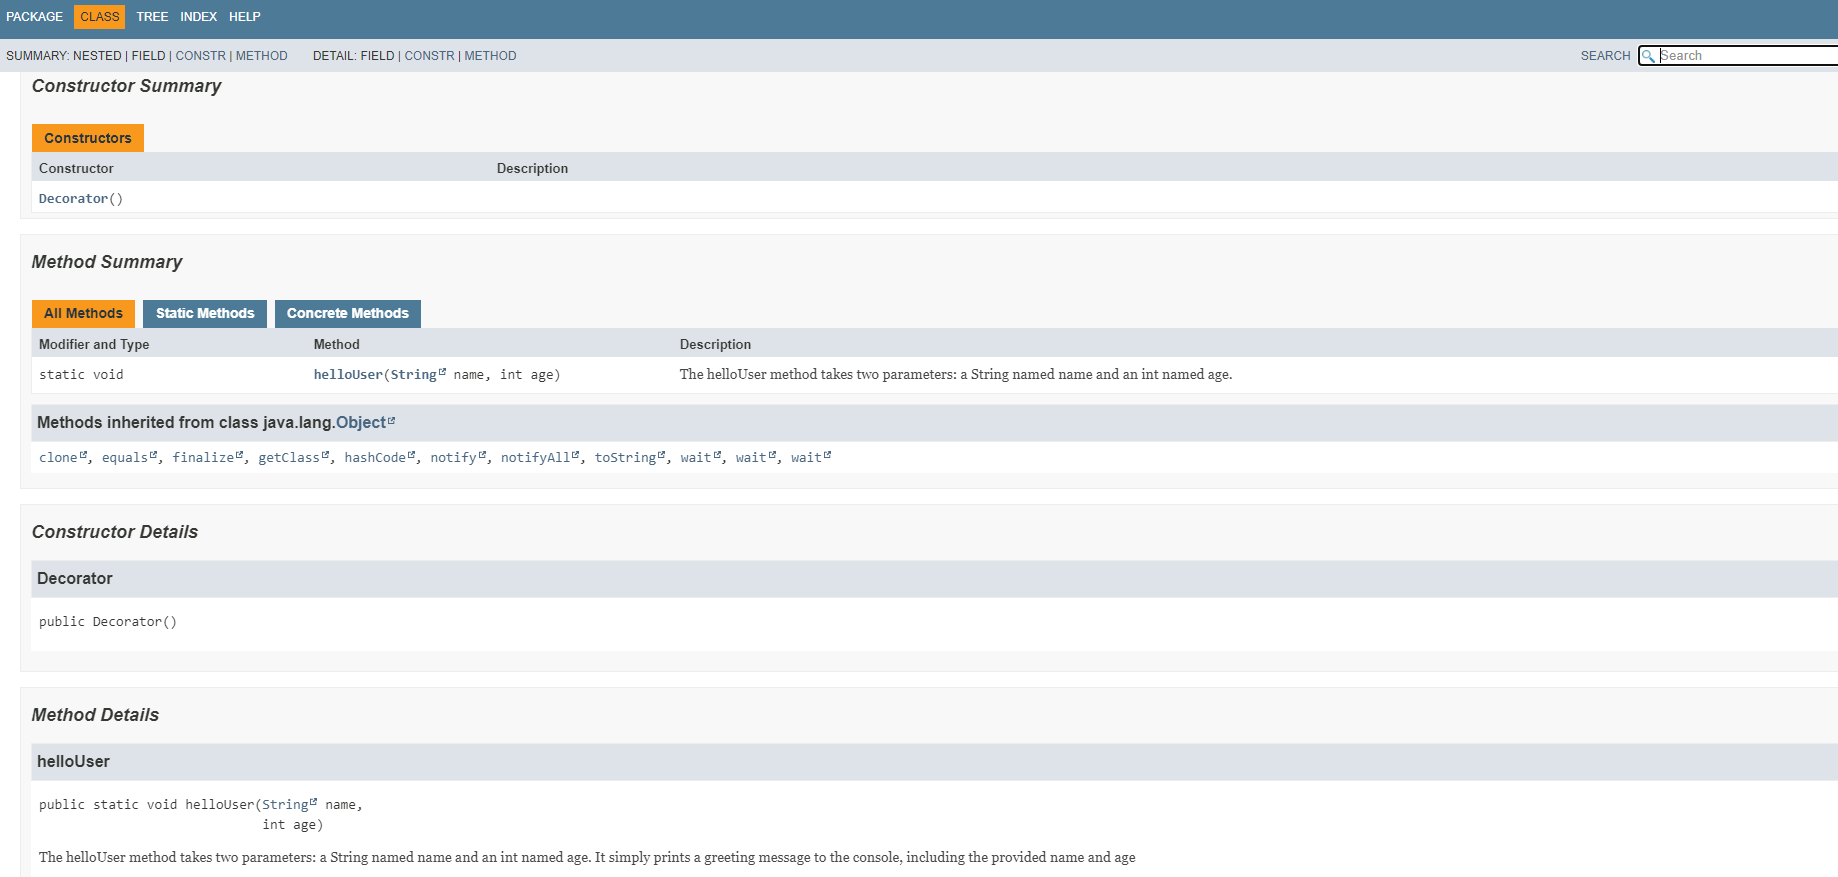 PACKAGE CLASS TREE INDEX HELP
SUMMARY: NESTED | FIELD | CONSTR | METHOD DETAIL: FIELD | CONSTR | METHOD SEARCH Search
Constructor Summary
Constructors
Constructor Description
Decorator()
Method Summary
All Methods Static Methods Concrete Methods
Modifier and Type Method Description
static void helloUser(String name, int age) The helloUser method takes two parameters: a String named name and an int named age.
Methods inherited from class java.lang.Object
clone, equals, finalize, getClass, hashCode, notify, notifyAll, toString, wait, wait, wait
Constructor Details
Decorator
public Decorator()
Method Details
helloUser
public static void helloUser(String name,
int age)
The helloUser method takes two parameters: a String named name and an int named age. It simply prints a greeting message to the console, including the provided name and age